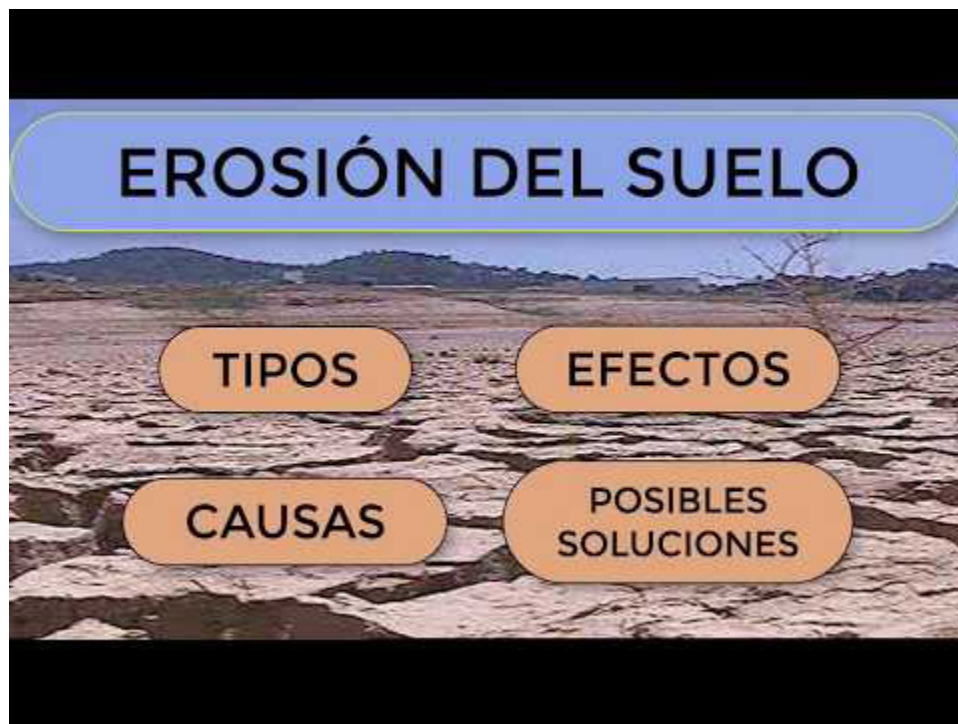 EROSIÓN DEL SUELO
TIPOS
EFECTOS
CAUSAS
POSIBLES
SOLUCIONES